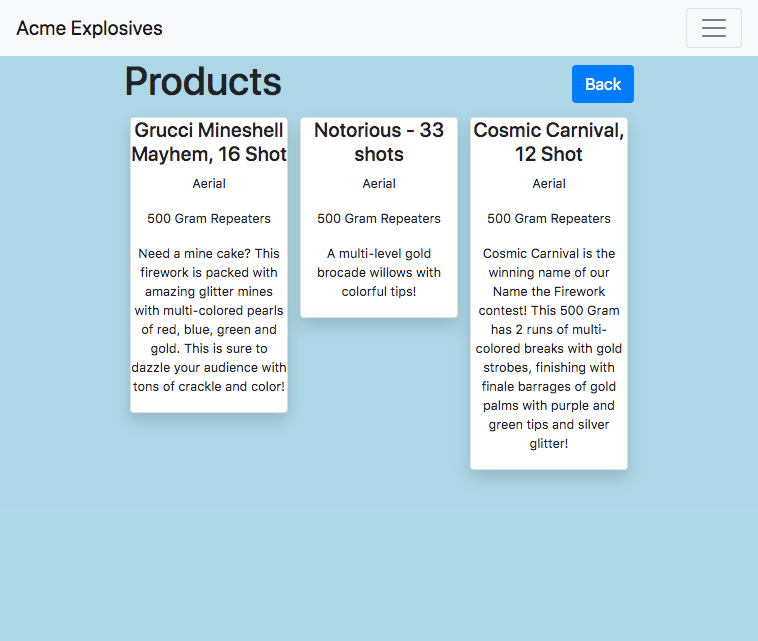 Acme Explosives
Products
Back
Grucci Mineshell
Mayhem, 16 Shot
Aerial
500 Gram Repeaters
Need a mine cake? This
firework is packed with
amazing glitter mines
with multi-colored pearls
of red, blue, green and
gold. This is sure to
dazzle your audience with
tons of crackle and color!
Notorious - 33
shots
Aerial
500 Gram Repeaters
A multi-level gold
brocade willows with
colorful tips!
Cosmic Carnival,
12 Shot
Aerial
500 Gram Repeaters
Cosmic Carnival is the
winning name of our
Name the Firework
contest! This 500 Gram
has 2 runs of multi-
colored breaks with gold
strobes, finishing with
finale barrages of gold
palms with purple and
green tips and silver
glitter!